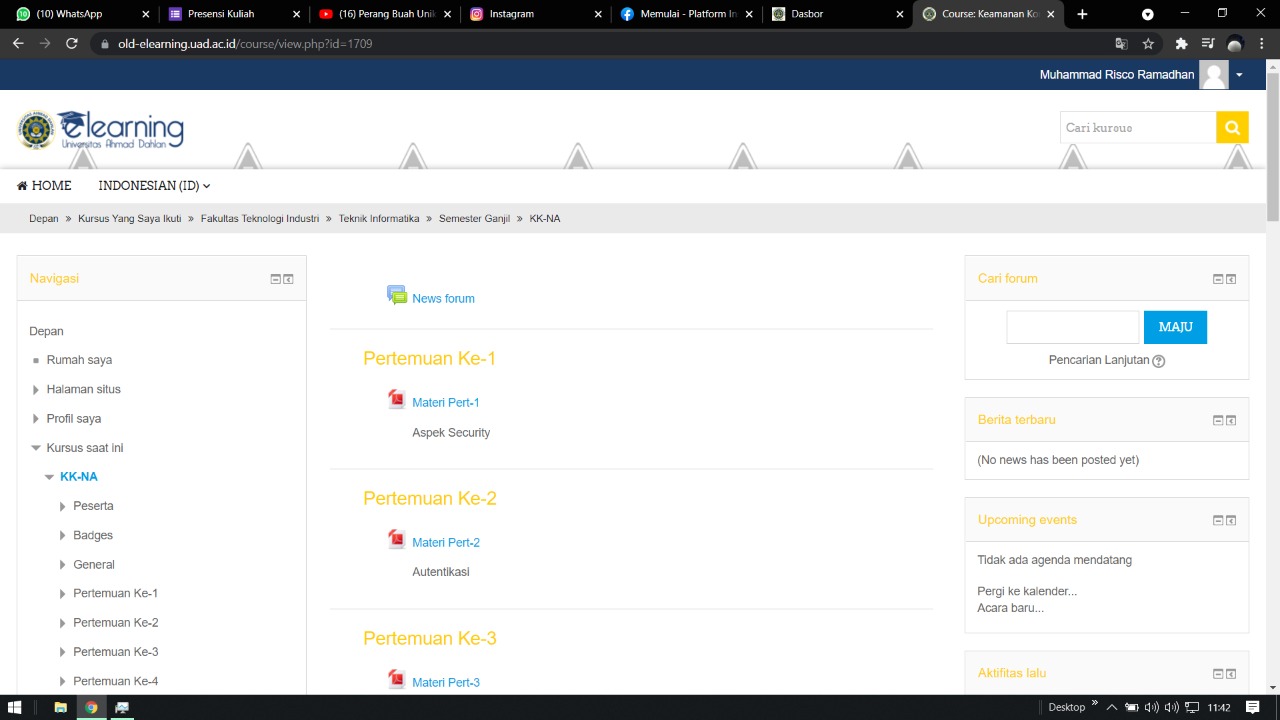 (10) WhatsApp
Presensi Kuliah
(16) Perang Buah Unik
Instagram
Memulai - Platform In
Dasbor
Course: Keamanan Ko
old-elearning.uad.ac.id/course/view.php?id=1709
Muhammad Risco Ramadhan
elearning
Universitas Ahmad Dahlan
Cari kursus
HOME
INDONESIAN (ID)
Depan » Kursus Yang Saya Ikuti » Fakultas Teknologi Industri » Teknik Informatika » Semester Ganjil » KK-NA
Navigasi
Depan
Rumah saya
Halaman situs
Profil saya
Kursus saat ini
KK-NA
Peserta
Badges
General
Pertemuan Ke-1
Pertemuan Ke-2
Pertemuan Ke-3
Pertemuan Ke-4
News forum
Pertemuan Ke-1
Materi Pert-1
Aspek Security
Pertemuan Ke-2
Materi Pert-2
Autentikasi
Pertemuan Ke-3
Materi Pert-3
Cari forum
MAJU
Pencarian Lanjutan
Berita terbaru
(No news has been posted yet)
Upcoming events
Tidak ada agenda mendatang
Pergi ke kalender...
Acara baru...
Aktifitas lalu
Desktop
11:42